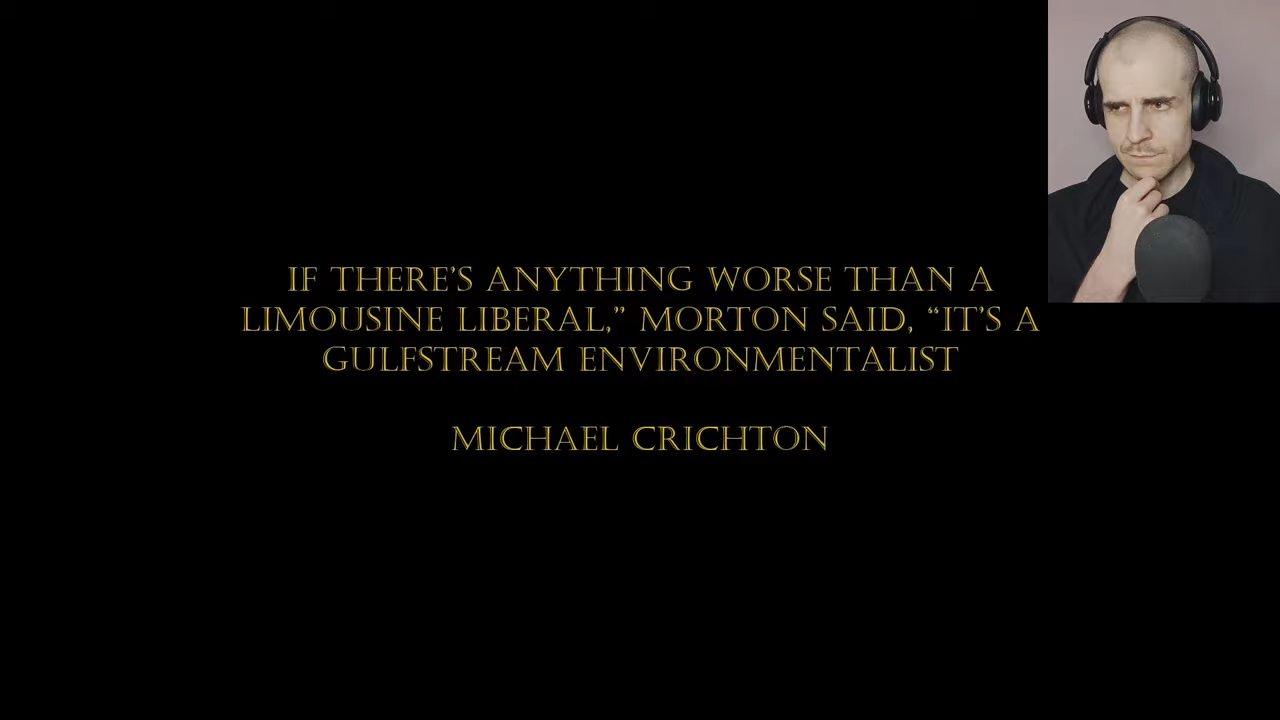 IF THERE'S ANYTHING WORSE THAN A
LIMOUSINE LIBERAL,” MORTON SAID, “IT'S A
GULFSTREAM ENVIRONMENTALIST
MICHAEL CRICHTON